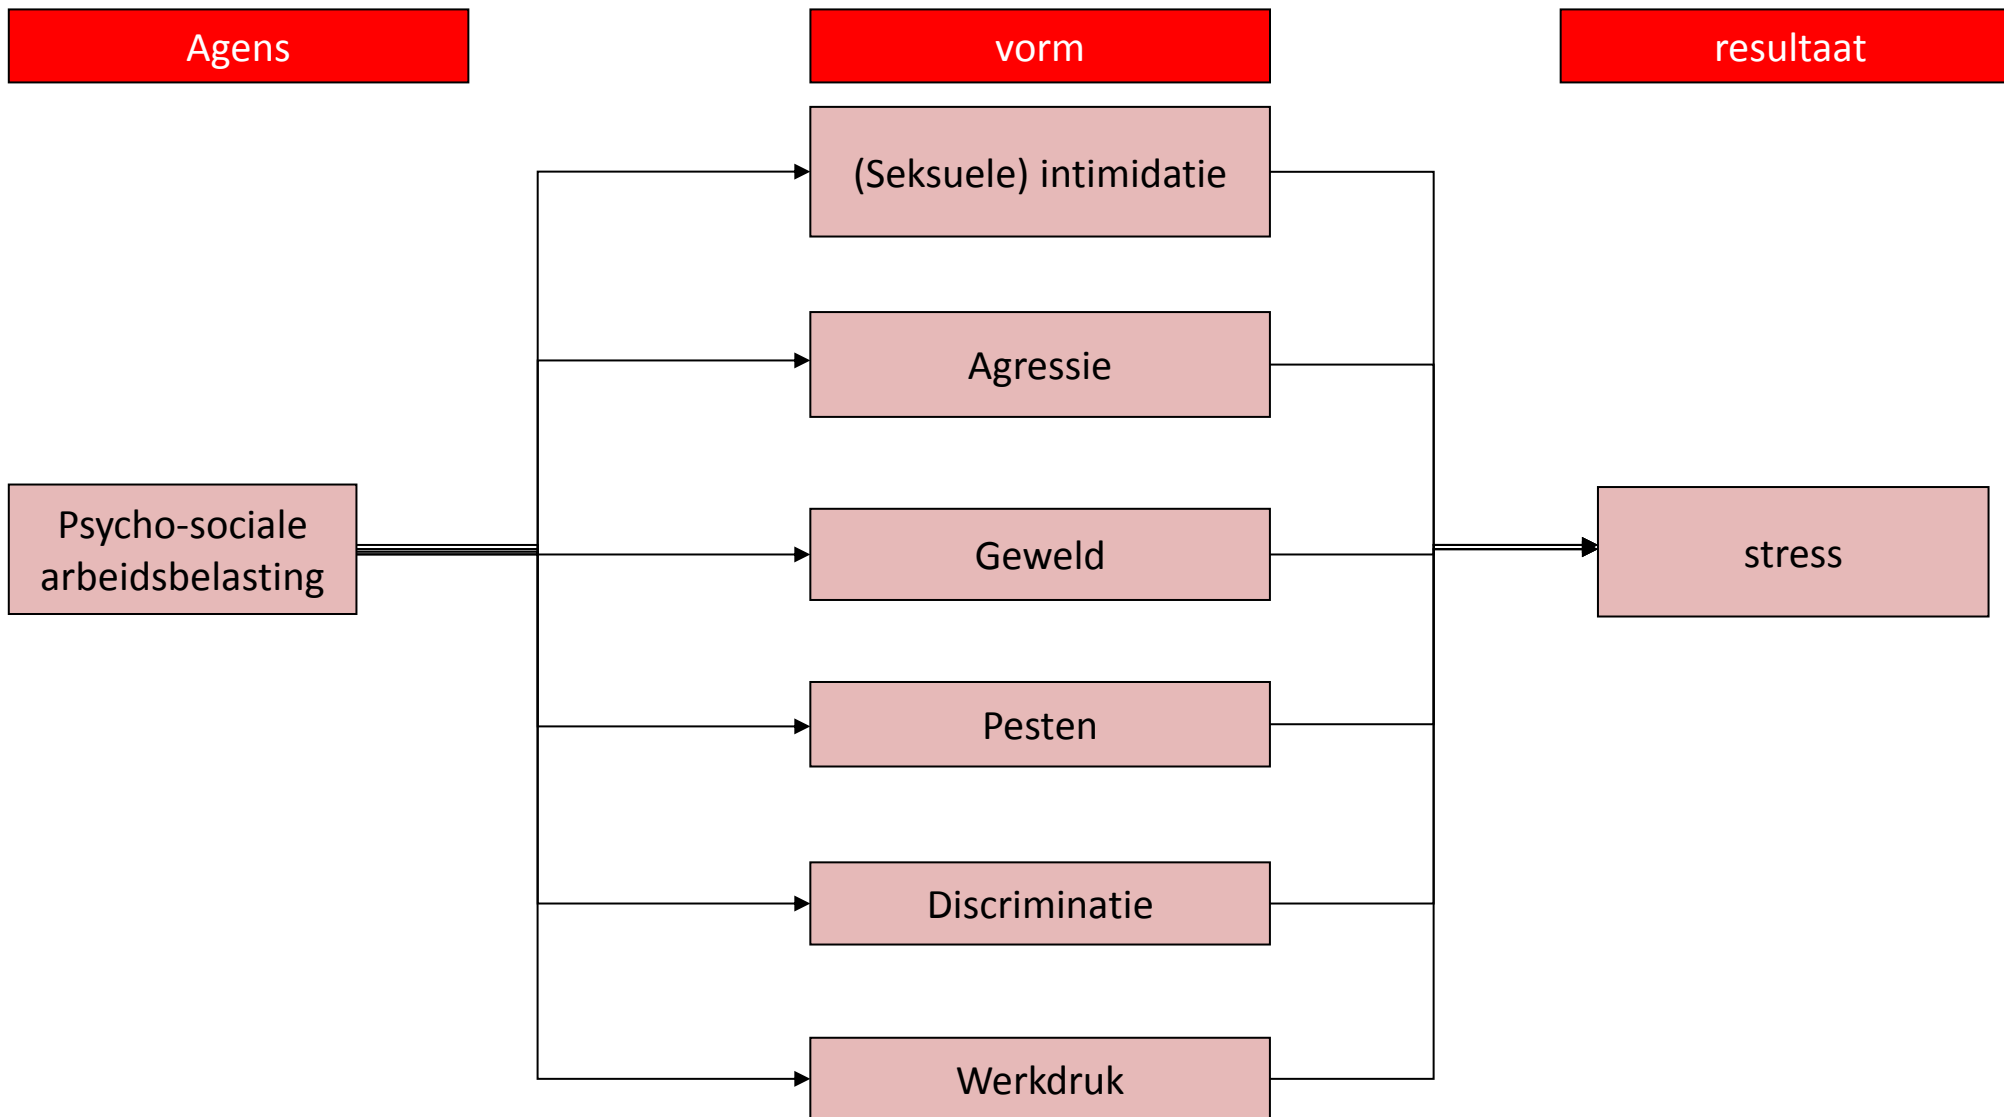 Agens
vorm
resultaat
(Seksuele) intimidatie
Agressie
Geweld
Psycho-sociale
arbeidsbelasting
stress
Pesten
Discriminatie
Werkdruk